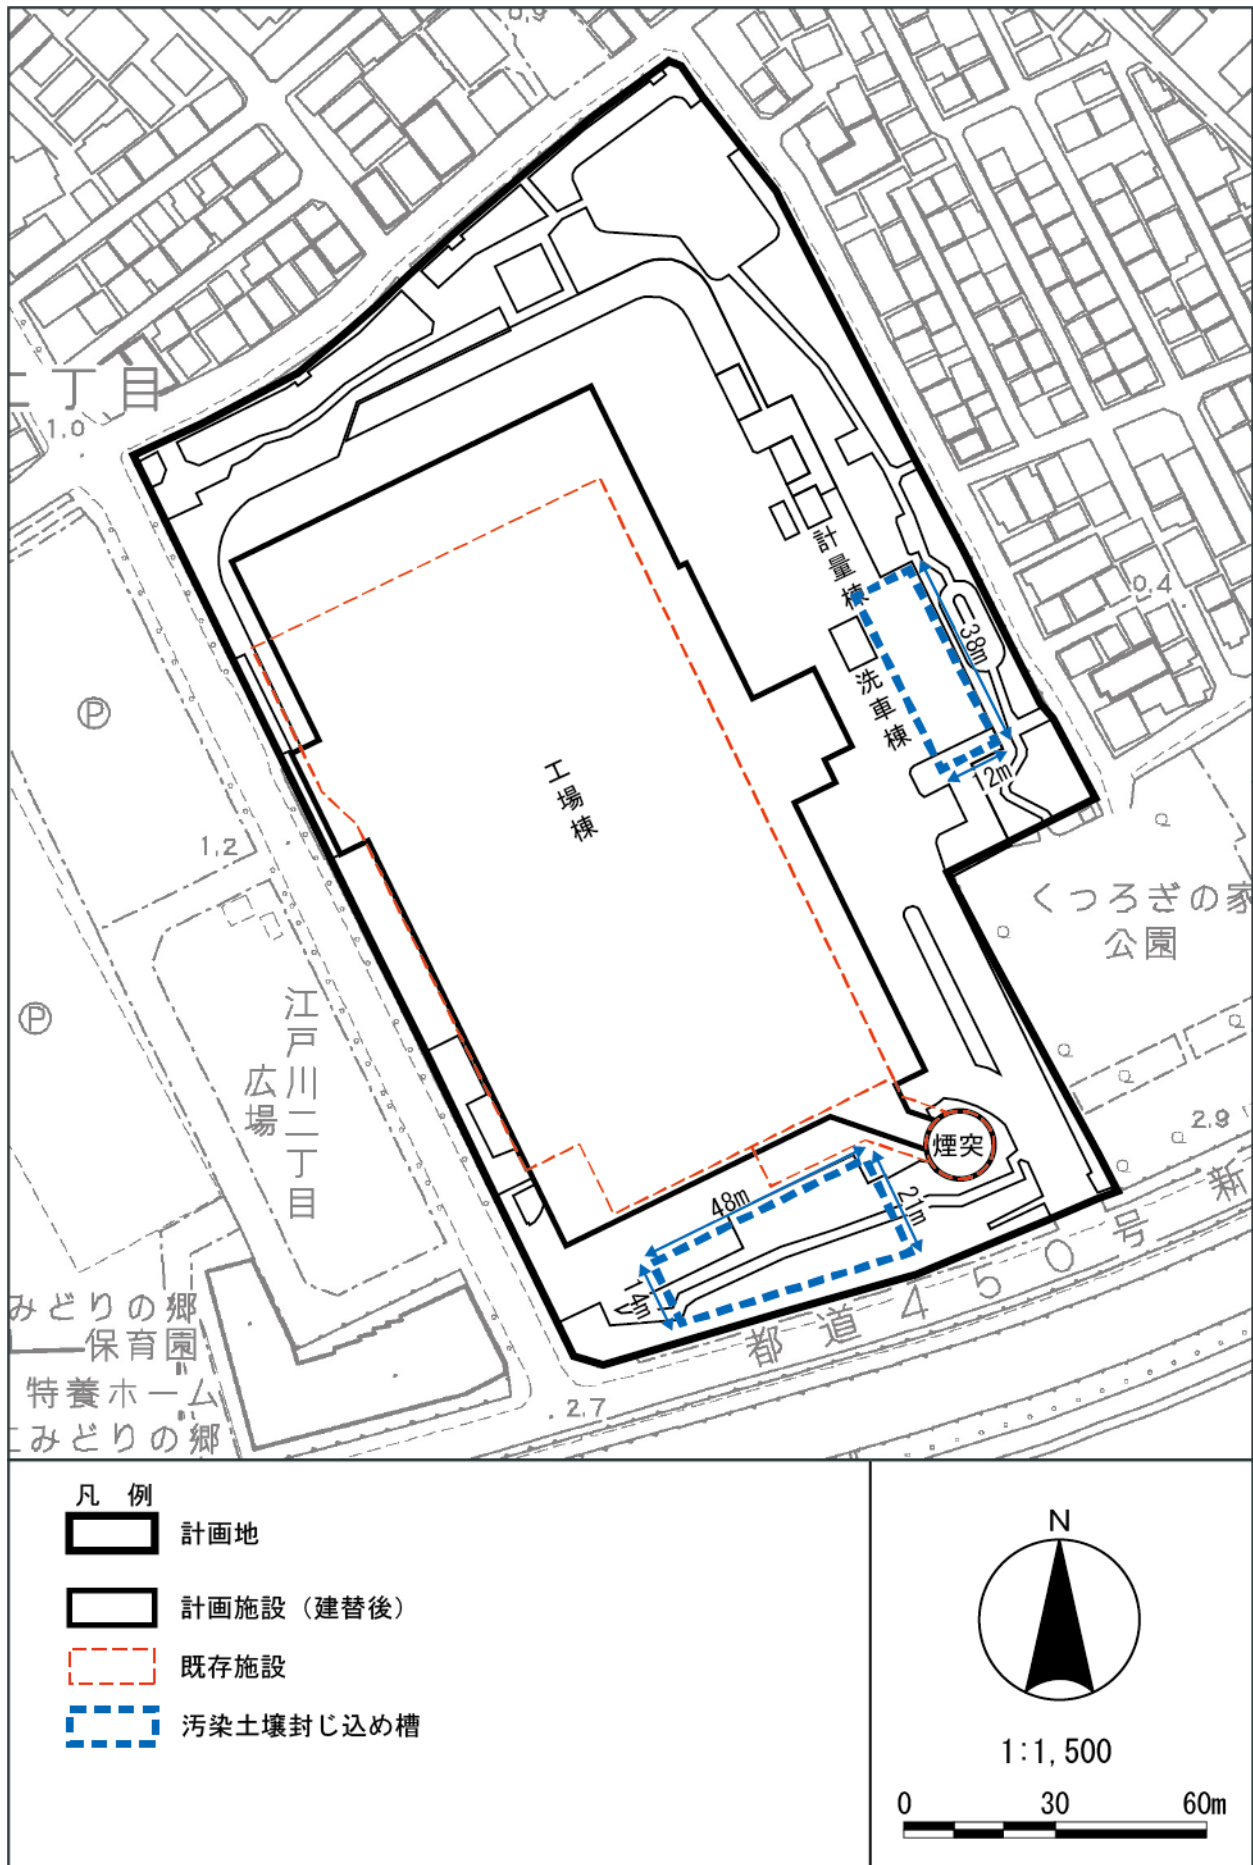 0.9
二丁目
1.0
計量棟
0.4
38m
洗車棟
12m
Ⓟ
工場棟
1.2
くつろぎの家
公園
Ⓟ
江戸川二丁目
広場
2.9
煙突
48m
21m
新
4m
都道450号
みどりの郷
保育園
特養ホーム
みどりの郷
2.7
凡 例
計画地
計画施設（建替後）
既存施設
汚染土壌封じ込め槽
N
1:1,500
0 30 60m